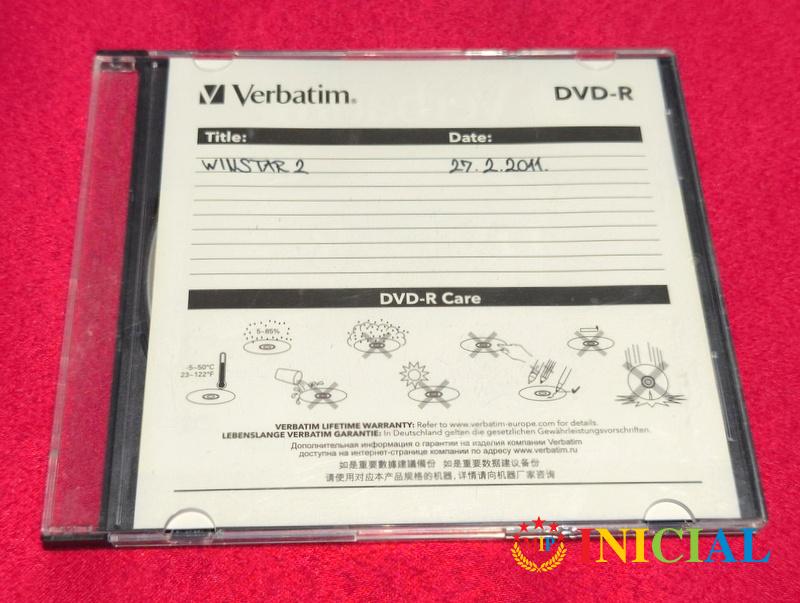 Verbatim®
DVD-R
Title: Date:
WINSTAR 2 27.2.2011.
DVD-R Care
5-85%
-5-50°C
23-122°F
VERBATIM LIFETIME WARRANTY: Refer to www.verbatim-europe.com for details.
LEBENSLANGE VERBATIM GARANTIE: In Deutschland gelten die gesetzlichen Gewährleistungsvorschriften.
Дополнительная информация о гарантии на изделия компании Verbatim
доступна на интернет-странице компании по адресу www.verbatim.ru
如是重要數據建議備份 如是重要数据建议备份
请使用对应本产品规格的机器,详情请向机器厂家咨询
INICIAL